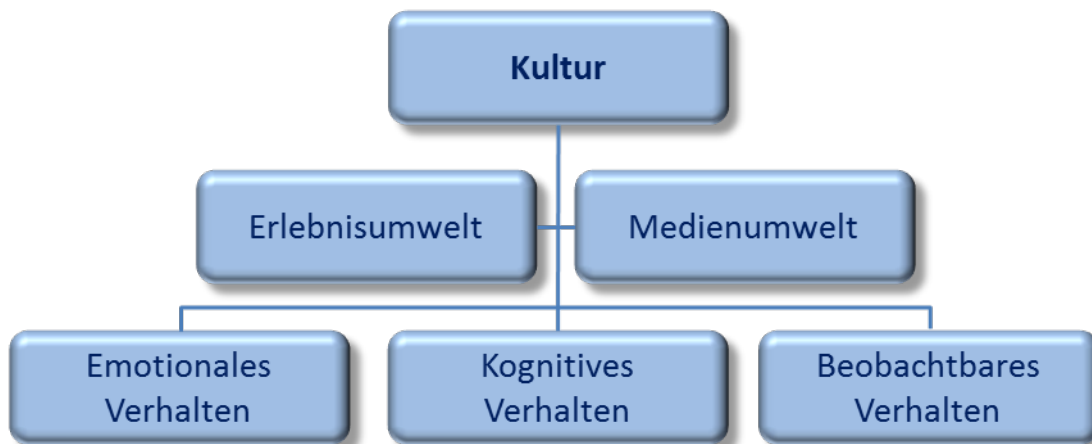 Kultur
Erlebnisumwelt
Medienumwelt
Emotionales
Verhalten
Kognitives
Verhalten
Beobachtbares
Verhalten